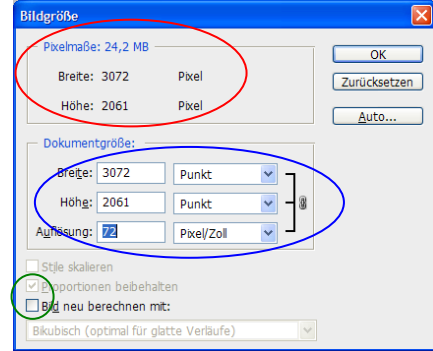 Bildgröße
Pixelmaße: 24,2 MB
Breite: 3072 Pixel
Höhe: 2061 Pixel
OK
Zurücksetzen
Auto...
Dokumentgröße:
Breite: 3072 Punkt
Höhe: 2061 Punkt
Auflösung: 72 Pixel/Zoll
Stile skalieren
Proportionen beibehalten
Bild neu berechnen mit:
Bikubisch (optimal für glatte Verläufe)